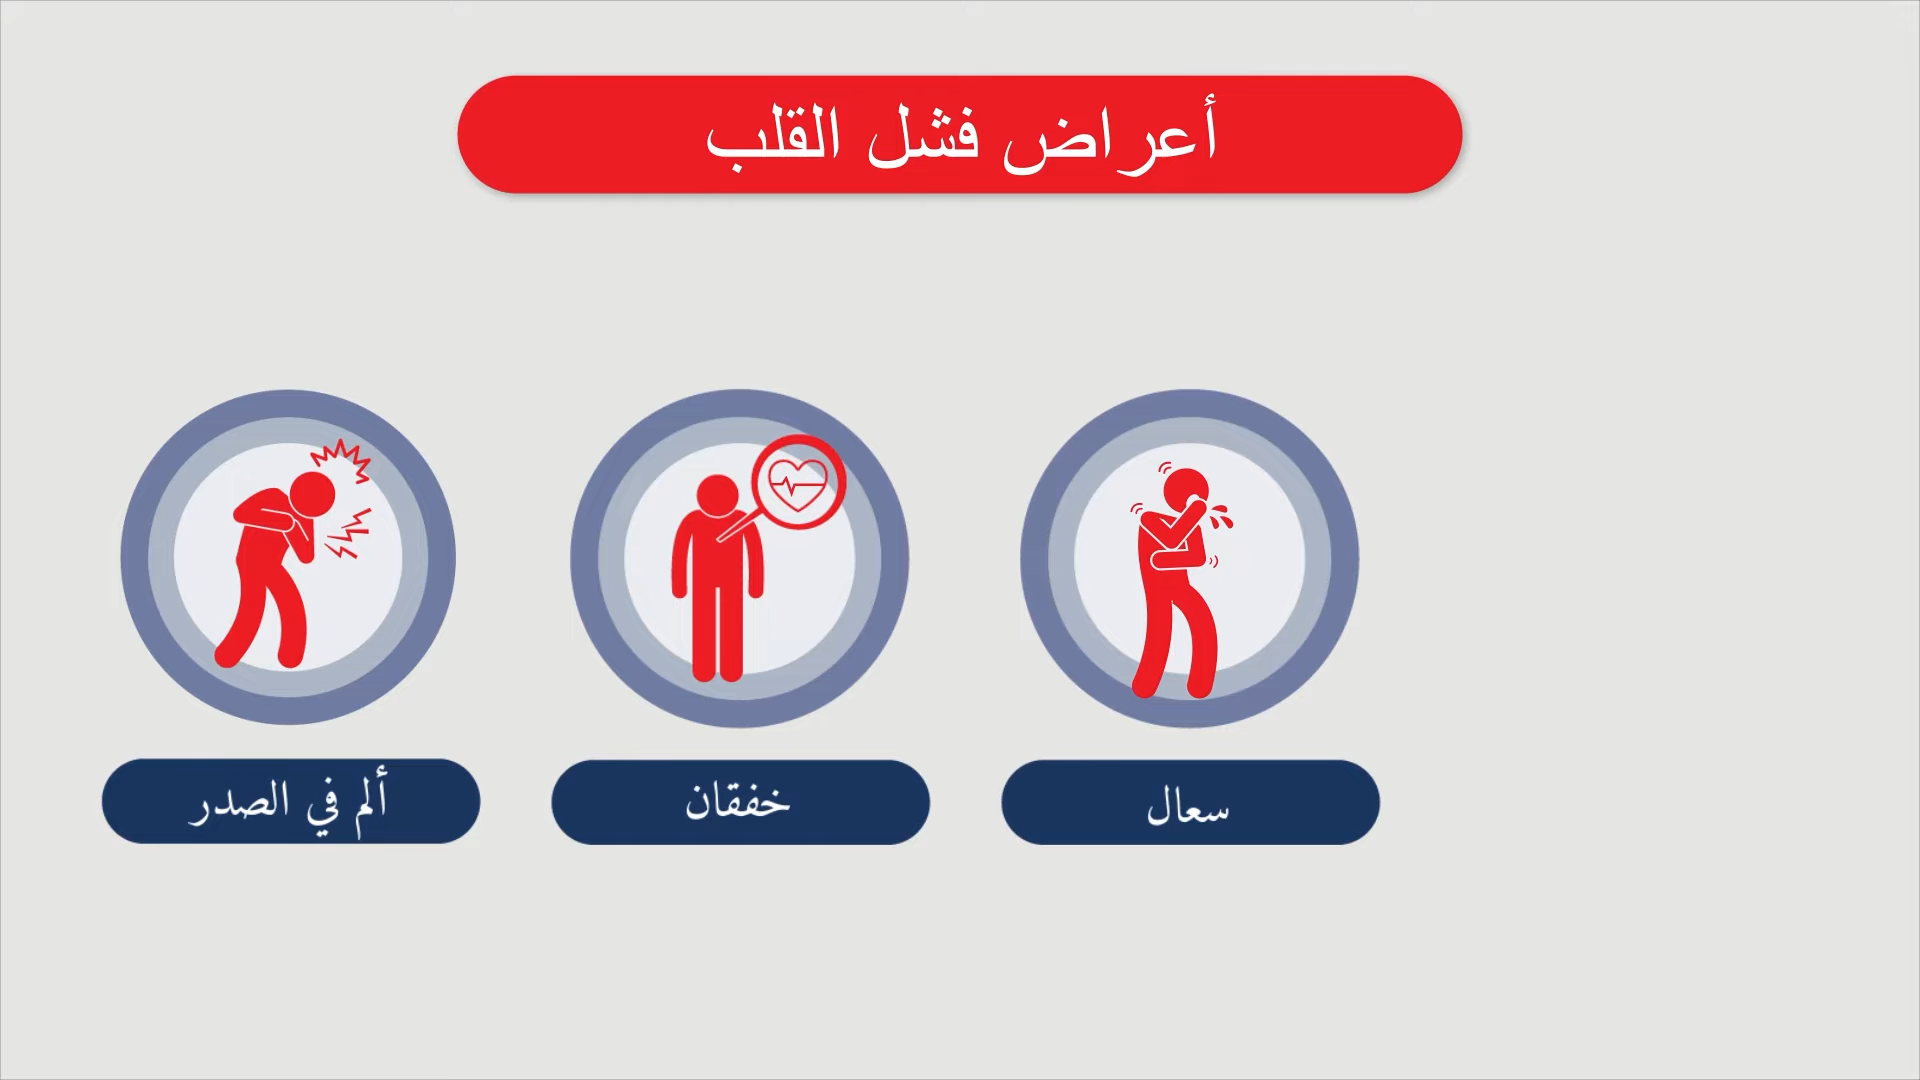 أعراض فشل القلب
سعال
خفقان
ألم في الصدر